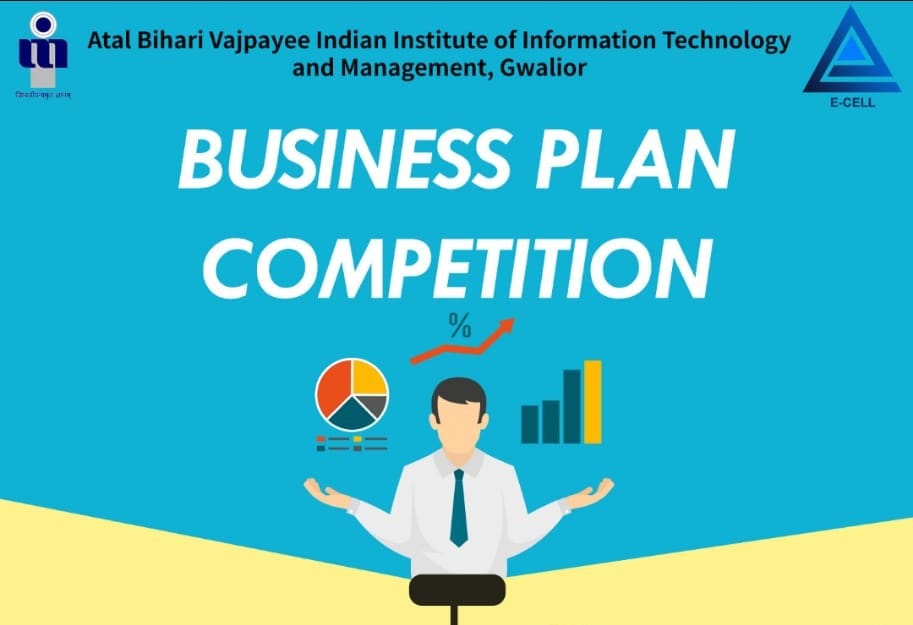 Atal Bihari Vajpayee Indian Institute of Information Technology
and Management, Gwalior
E-CELL
BUSINESS PLAN
COMPETITION
%